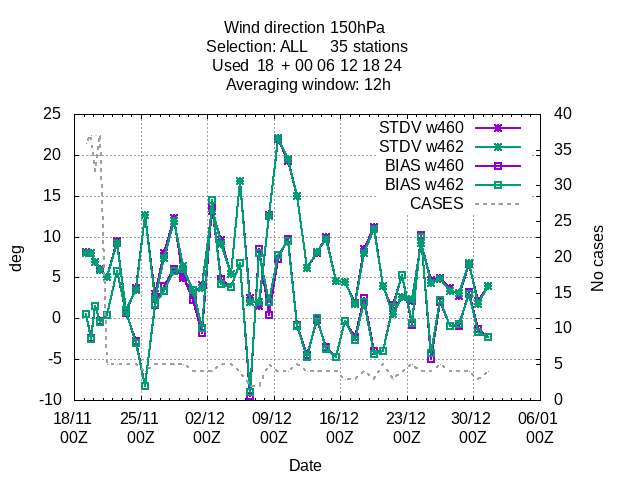 Wind direction 150hPa
Selection: ALL 35 stations
Used 18 + 00 06 12 18 24
Averaging window: 12h
STDV w460
STDV w462
BIAS w460
BIAS w462
CASES
25
20
15
10
5
0
-5
-10
deg
40
35
30
25
20
15
10
5
0
No cases
18/11 00Z
25/11 00Z
02/12 00Z
09/12 00Z
16/12 00Z
23/12 00Z
30/12 00Z
06/01 00Z
Date